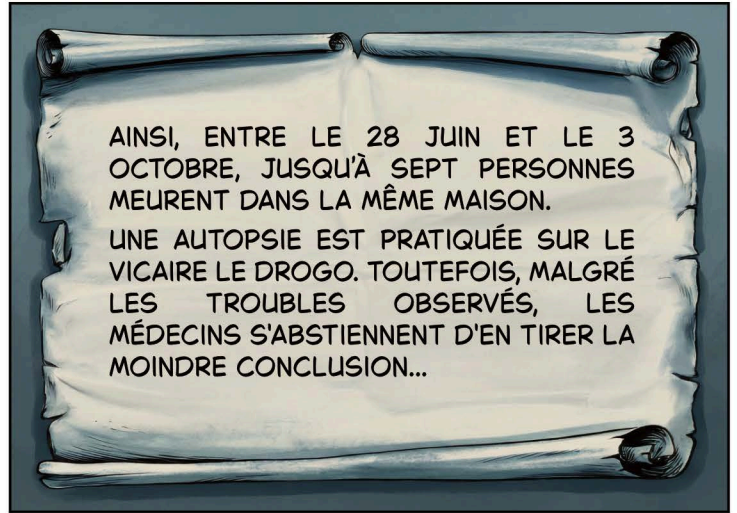 AINSI, ENTRE LE 28 JUIN ET LE 3
OCTOBRE, JUSQU'À SEPT PERSONNES
MEURENT DANS LA MÊME MAISON.
UNE AUTOPSIE EST PRATIQUÉE SUR LE
VICAIRE LE DROGO. TOUTEFOIS, MALGRÉ
LES TROUBLES OBSERVÉS, LES
MÉDECINS S'ABSTIENNENT D'EN TIRER LA
MOINDRE CONCLUSION...